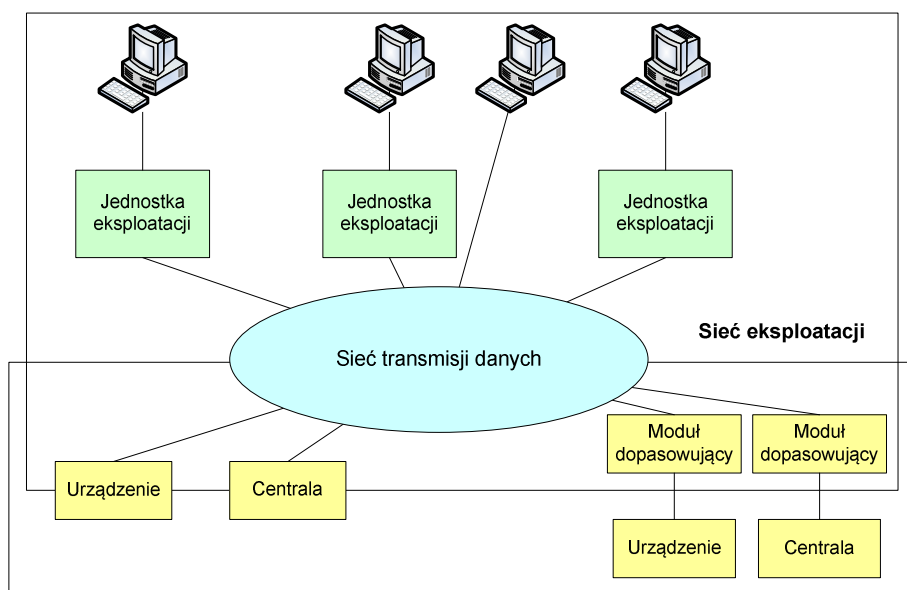 Jednostka
eksploatacji
Jednostka
eksploatacji
Jednostka
eksploatacji
Sieć eksploatacji
Sieć transmisji danych
Moduł
dopasowujący
Moduł
dopasowujący
Urządzenie
Centrala
Urządzenie
Centrala